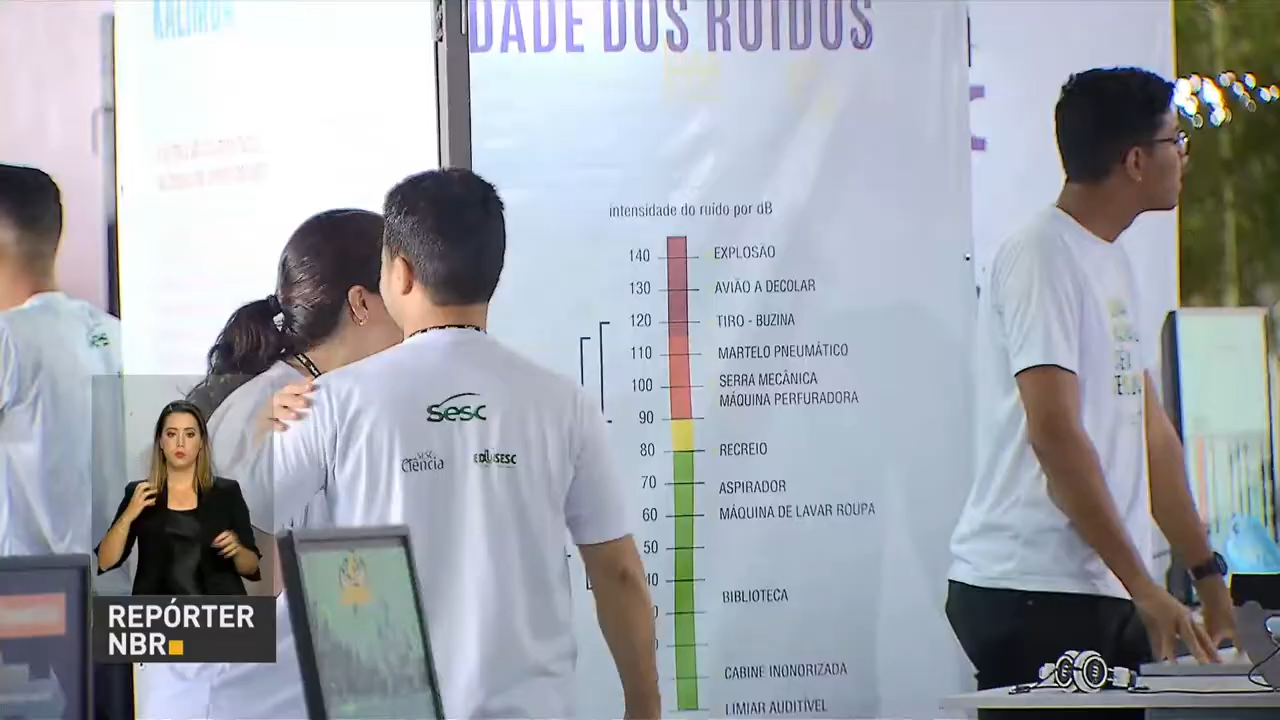 DADE DOS RUÍDOS
intensidade do ruído por dB
140 EXPLOSÃO
130 AVIÃO A DECOLAR
120 TIRO - BUZINA
110 MARTELO PNEUMÁTICO
100 SERRA MECÂNICA
MÁQUINA PERFURADORA
90
80 RECREIO
70 ASPIRADOR
60 MÁQUINA DE LAVAR ROUPA
50
BIBLIOTECA
CABINE INONORIZADA
LIMIAR AUDITÍVEL
Sesc
SESC
Ciência
EDUSESC
REPÓRTER
NBR